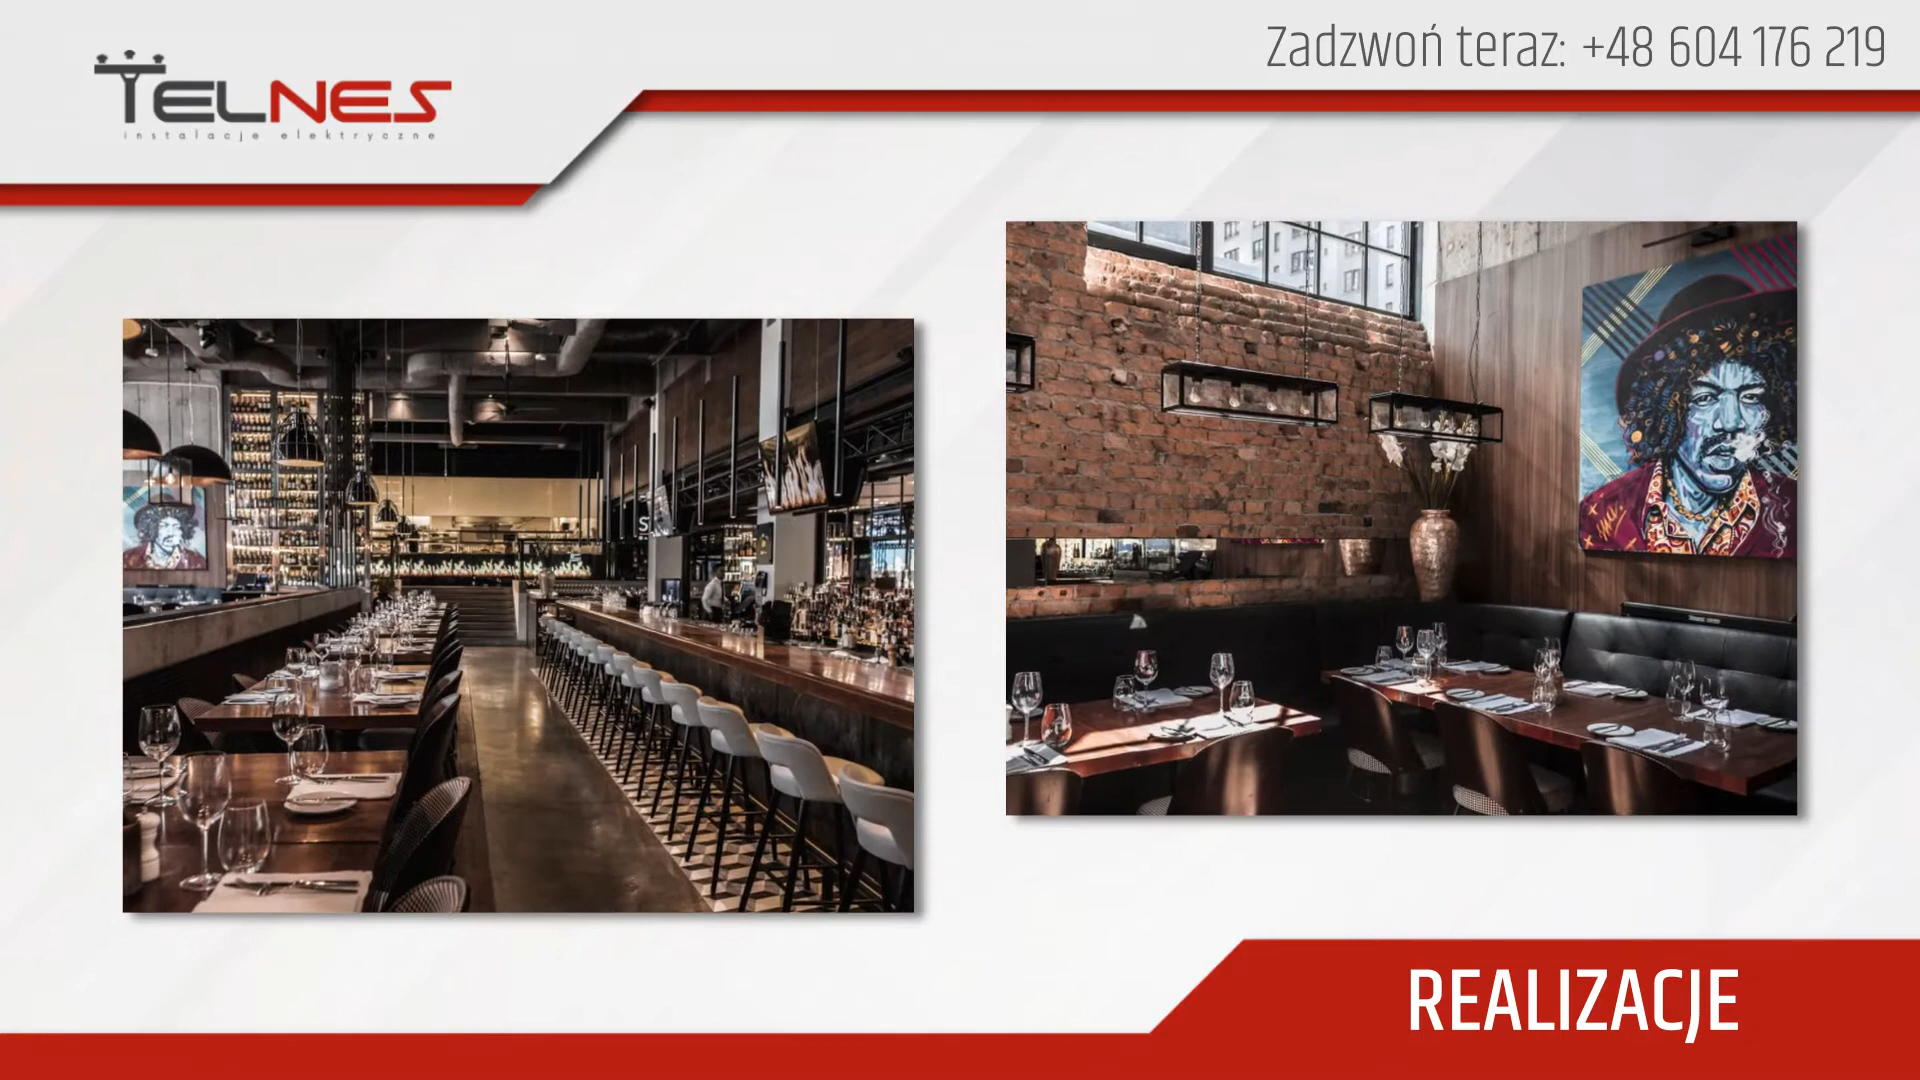 Zadzwoń teraz: +48 604 176 219
TELNES
instalacje elektryczne
REALIZACJE